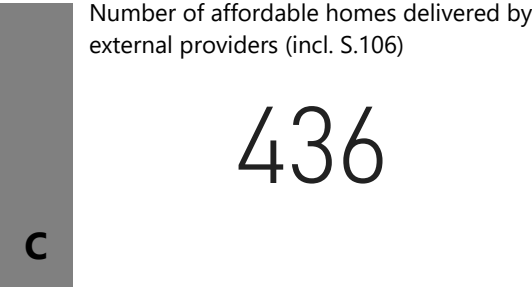 Number of affordable homes delivered by
external providers (incl. S.106)
436
C